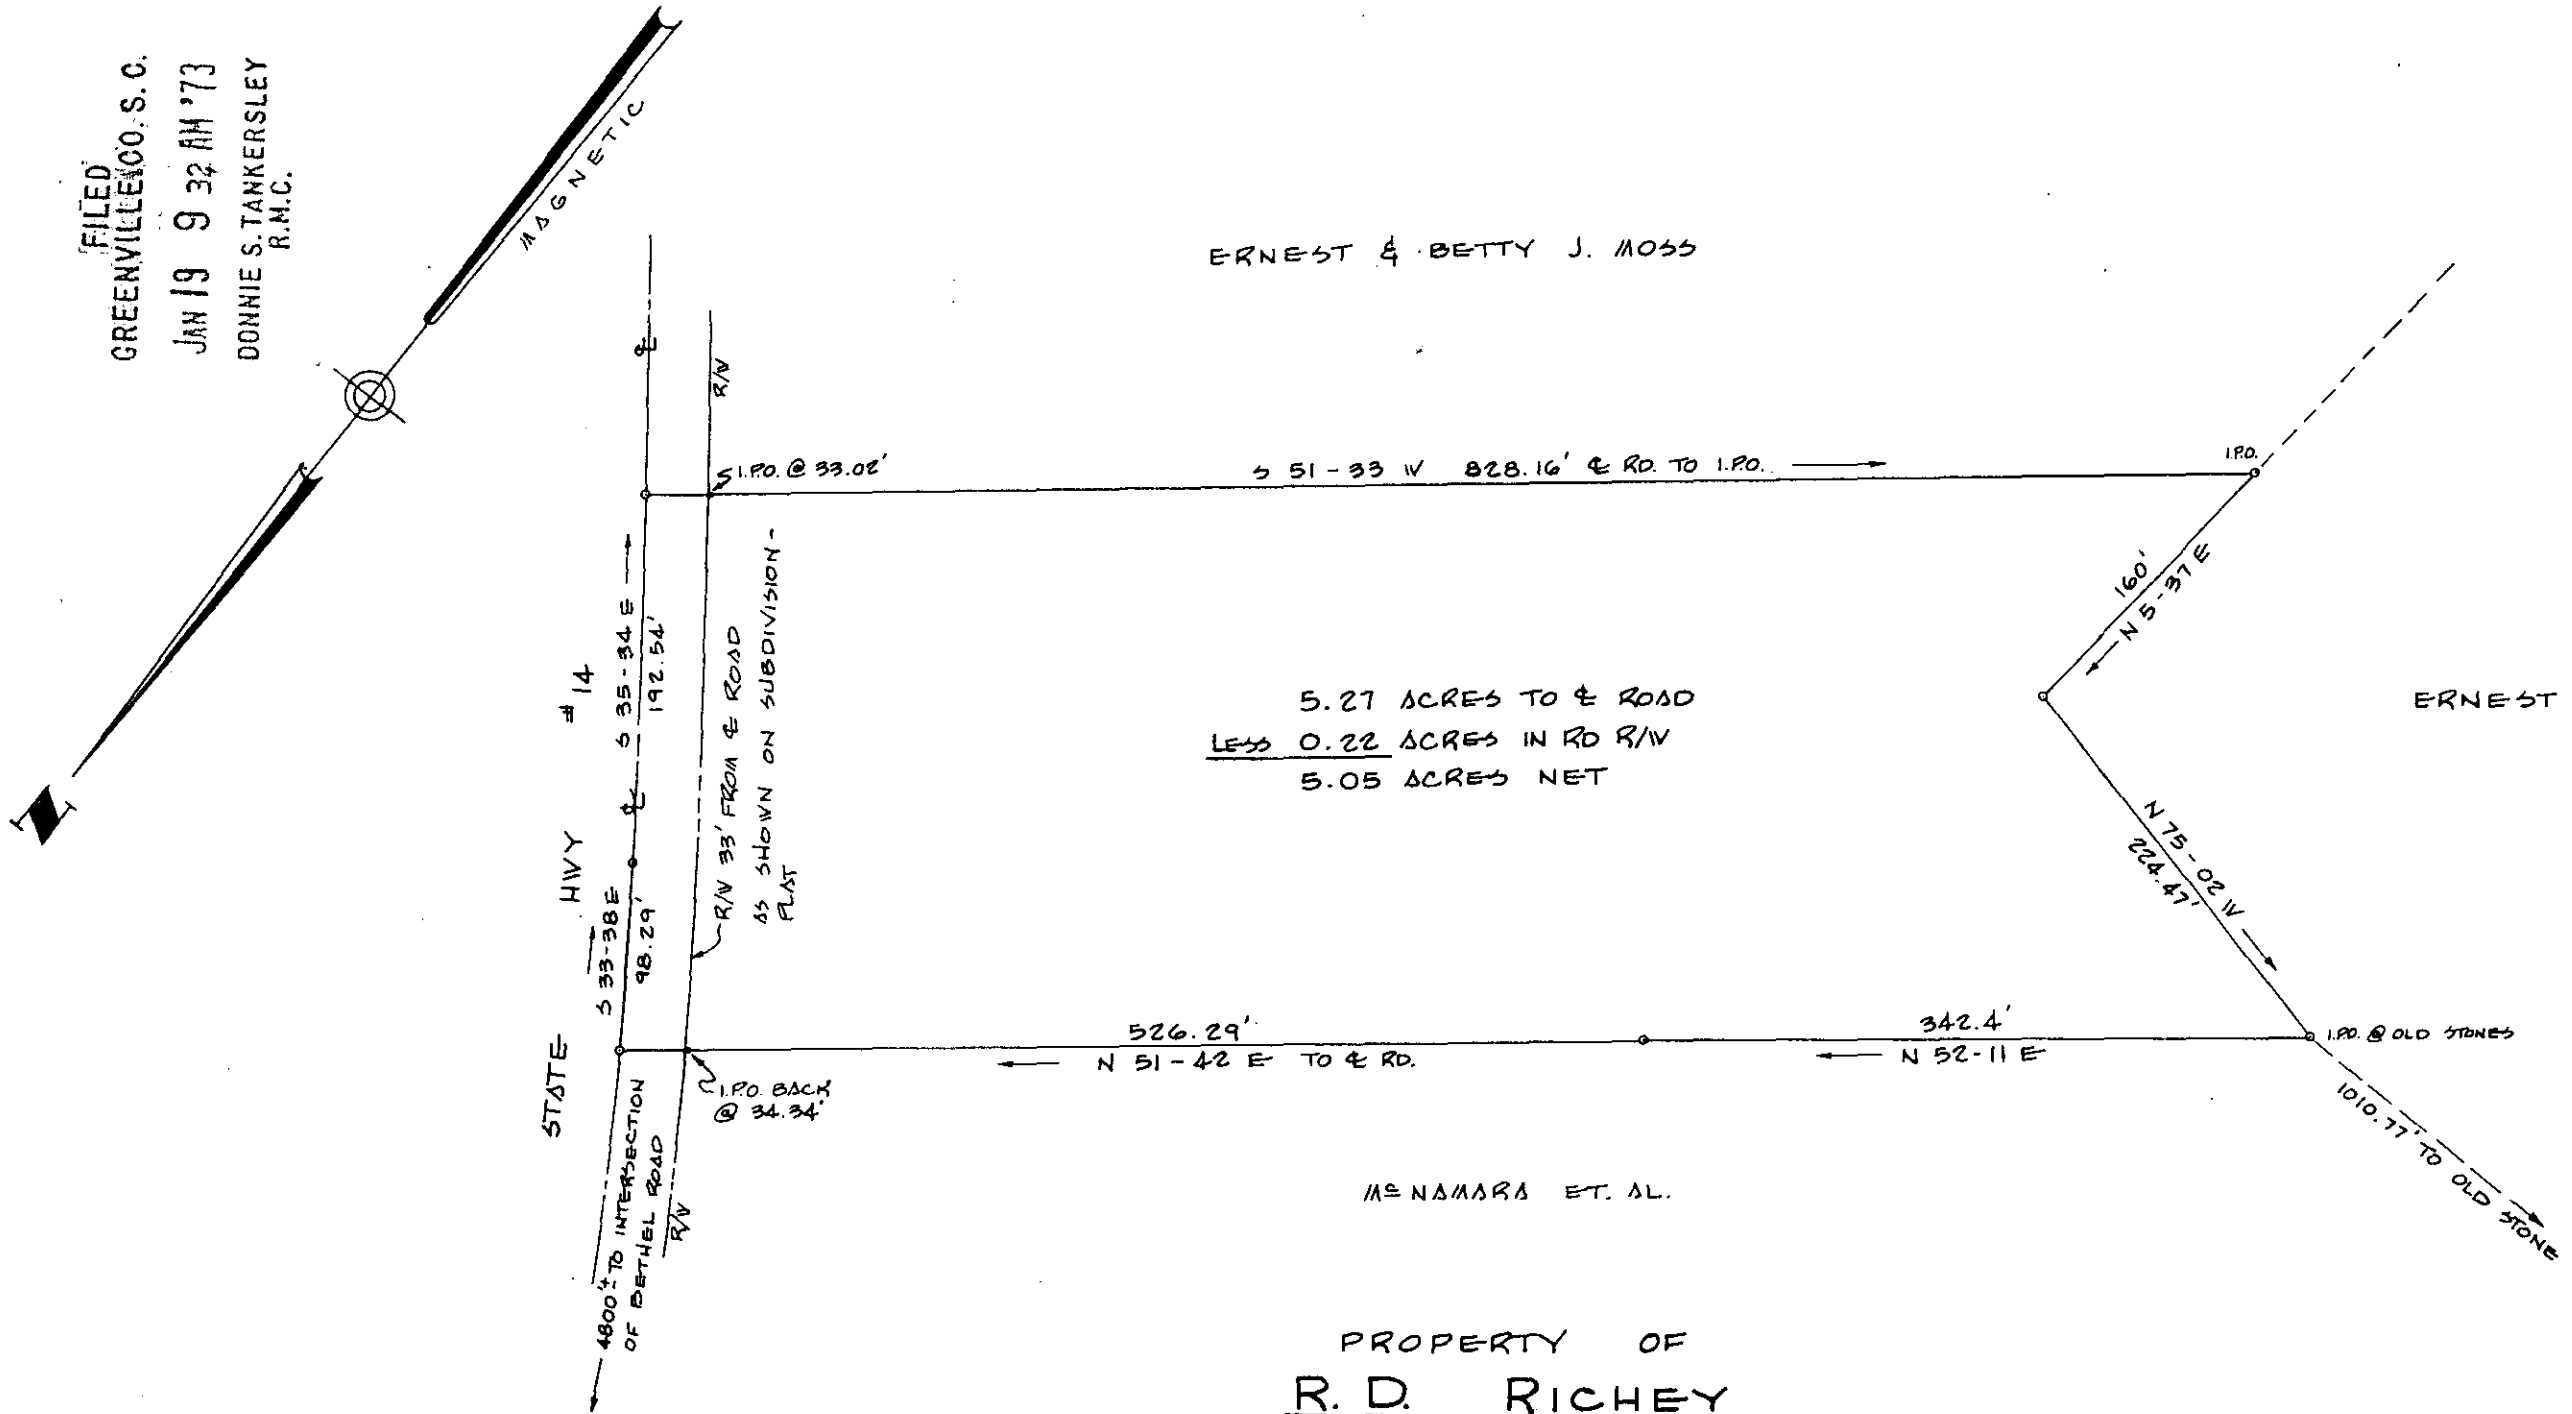 FILED
GREENVILLE CO. S. C.
JAN 19 9 32 AM '73
DONNIE S. TANKERSLEY
R.M.C.
MAGNETIC
ERNEST & BETTY J. MOSS
℄
R/W
I.P.O. @ 33.02'
S 51-33 W 828.16' ℄ RD. TO I.P.O.
I.P.O.
160'
N 5-37 E
S 35-34 E
192.54'
STATE HWY #14
℄
R/W 33' FROM ℄ ROAD
AS SHOWN ON SUBDIVISION-
PLAT
5.27 ACRES TO ℄ ROAD
LESS 0.22 ACRES IN RD R/W
5.05 ACRES NET
ERNEST
N 75-02 W
224.47'
S 33-38 E
98.29'
526.29'
N 51-42 E TO ℄ RD.
342.4'
N 52-11 E
I.P.O. @ OLD STONES
I.P.O. BACK
@ 34.34'
1010.77' TO OLD STONE
4800'± TO INTERSECTION
OF BETHEL ROAD
R/W
McNAMARA ET. AL.
PROPERTY OF
R. D. RICHEY